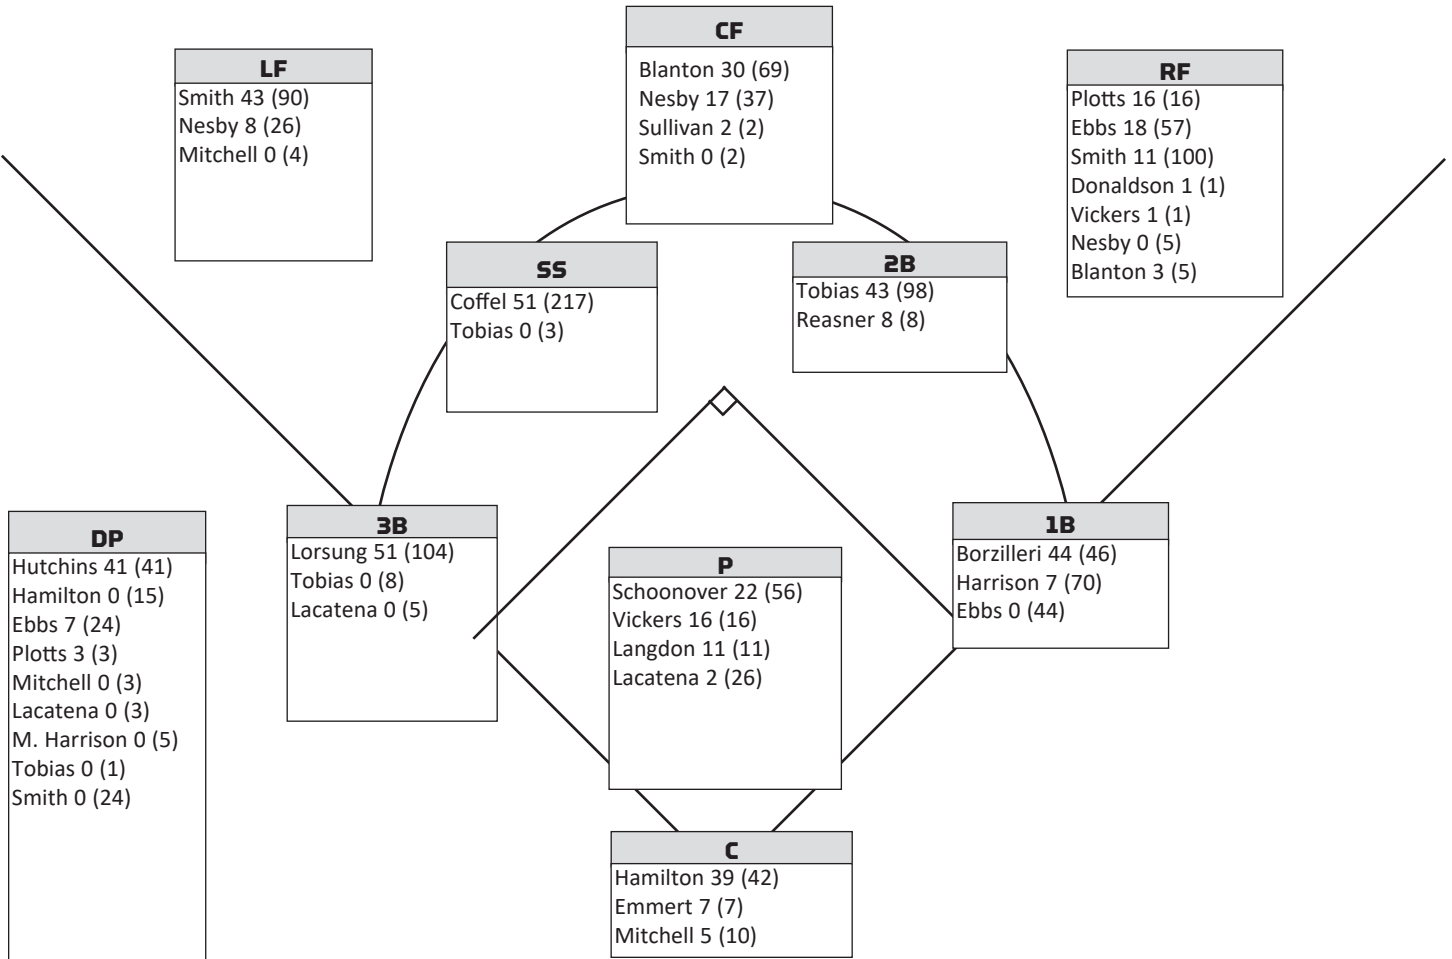 CF
Blanton 30 (69)
Nesby 17 (37)
Sullivan 2 (2)
Smith 0 (2)
LF
Smith 43 (90)
Nesby 8 (26)
Mitchell 0 (4)
RF
Plotts 16 (16)
Ebbs 18 (57)
Smith 11 (100)
Donaldson 1 (1)
Vickers 1 (1)
Nesby 0 (5)
Blanton 3 (5)
SS
Coffel 51 (217)
Tobias 0 (3)
2B
Tobias 43 (98)
Reasner 8 (8)
DP
Hutchins 41 (41)
Hamilton 0 (15)
Ebbs 7 (24)
Plotts 3 (3)
Mitchell 0 (3)
Lacatena 0 (3)
M. Harrison 0 (5)
Tobias 0 (1)
Smith 0 (24)
3B
Lorsung 51 (104)
Tobias 0 (8)
Lacatena 0 (5)
P
Schoonover 22 (56)
Vickers 16 (16)
Langdon 11 (11)
Lacatena 2 (26)
1B
Borzilleri 44 (46)
Harrison 7 (70)
Ebbs 0 (44)
C
Hamilton 39 (42)
Emmert 7 (7)
Mitchell 5 (10)